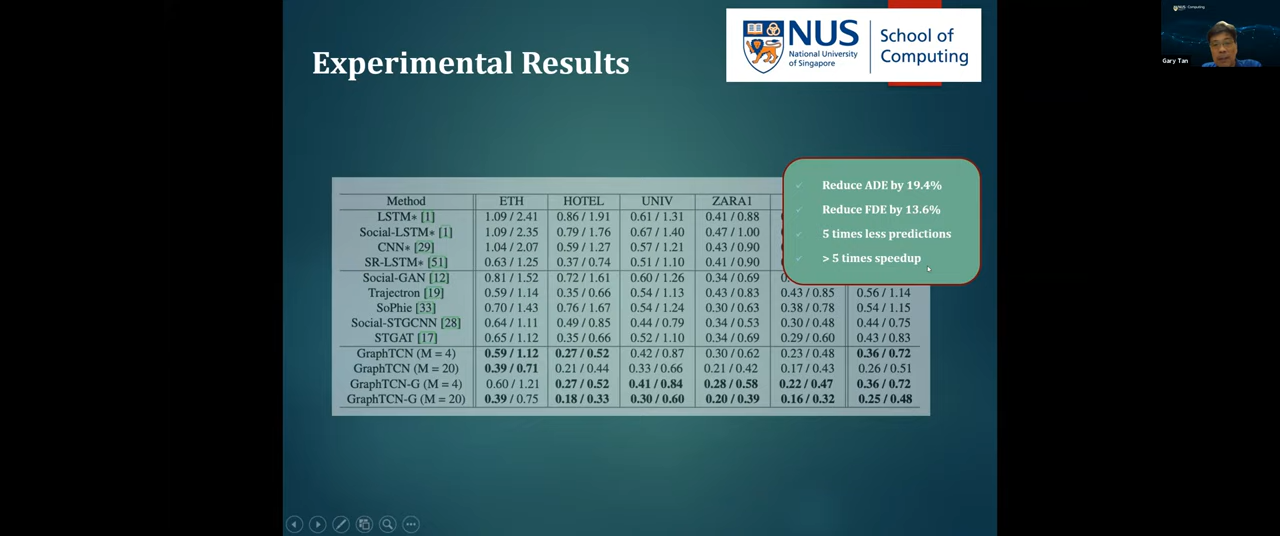 NUS Computing
Gary Tan
NUS
National University
of Singapore
School of
Computing
Experimental Results
Reduce ADE by 19.4%
Reduce FDE by 13.6%
5 times less predictions
> 5 times speedup
Method ETH HOTEL UNIV ZARA1
LSTM* [1] 1.09 / 2.41 0.86 / 1.91 0.61 / 1.31 0.41 / 0.88
Social-LSTM* [1] 1.09 / 2.35 0.79 / 1.76 0.67 / 1.40 0.47 / 1.00
CNN* [29] 1.04 / 2.07 0.59 / 1.27 0.57 / 1.21 0.43 / 0.90
SR-LSTM* [51] 0.63 / 1.25 0.37 / 0.74 0.51 / 1.10 0.41 / 0.90
Social-GAN [12] 0.81 / 1.52 0.72 / 1.61 0.60 / 1.26 0.34 / 0.69
Trajectron [19] 0.59 / 1.14 0.35 / 0.66 0.54 / 1.13 0.43 / 0.83 0.43 / 0.85 0.56 / 1.14
SoPhie [33] 0.70 / 1.43 0.76 / 1.67 0.54 / 1.24 0.30 / 0.63 0.38 / 0.78 0.54 / 1.15
Social-STGCNN [28] 0.64 / 1.11 0.49 / 0.85 0.44 / 0.79 0.34 / 0.53 0.30 / 0.48 0.44 / 0.75
STGAT [17] 0.65 / 1.12 0.35 / 0.66 0.52 / 1.10 0.34 / 0.69 0.29 / 0.60 0.43 / 0.83
GraphTCN (M = 4) 0.59 / 1.12 0.27 / 0.52 0.42 / 0.87 0.30 / 0.62 0.23 / 0.48 0.36 / 0.72
GraphTCN (M = 20) 0.39 / 0.71 0.21 / 0.44 0.33 / 0.66 0.21 / 0.42 0.17 / 0.43 0.26 / 0.51
GraphTCN-G (M = 4) 0.60 / 1.21 0.27 / 0.52 0.41 / 0.84 0.28 / 0.58 0.22 / 0.47 0.36 / 0.72
GraphTCN-G (M = 20) 0.39 / 0.75 0.18 / 0.33 0.30 / 0.60 0.20 / 0.39 0.16 / 0.32 0.25 / 0.48